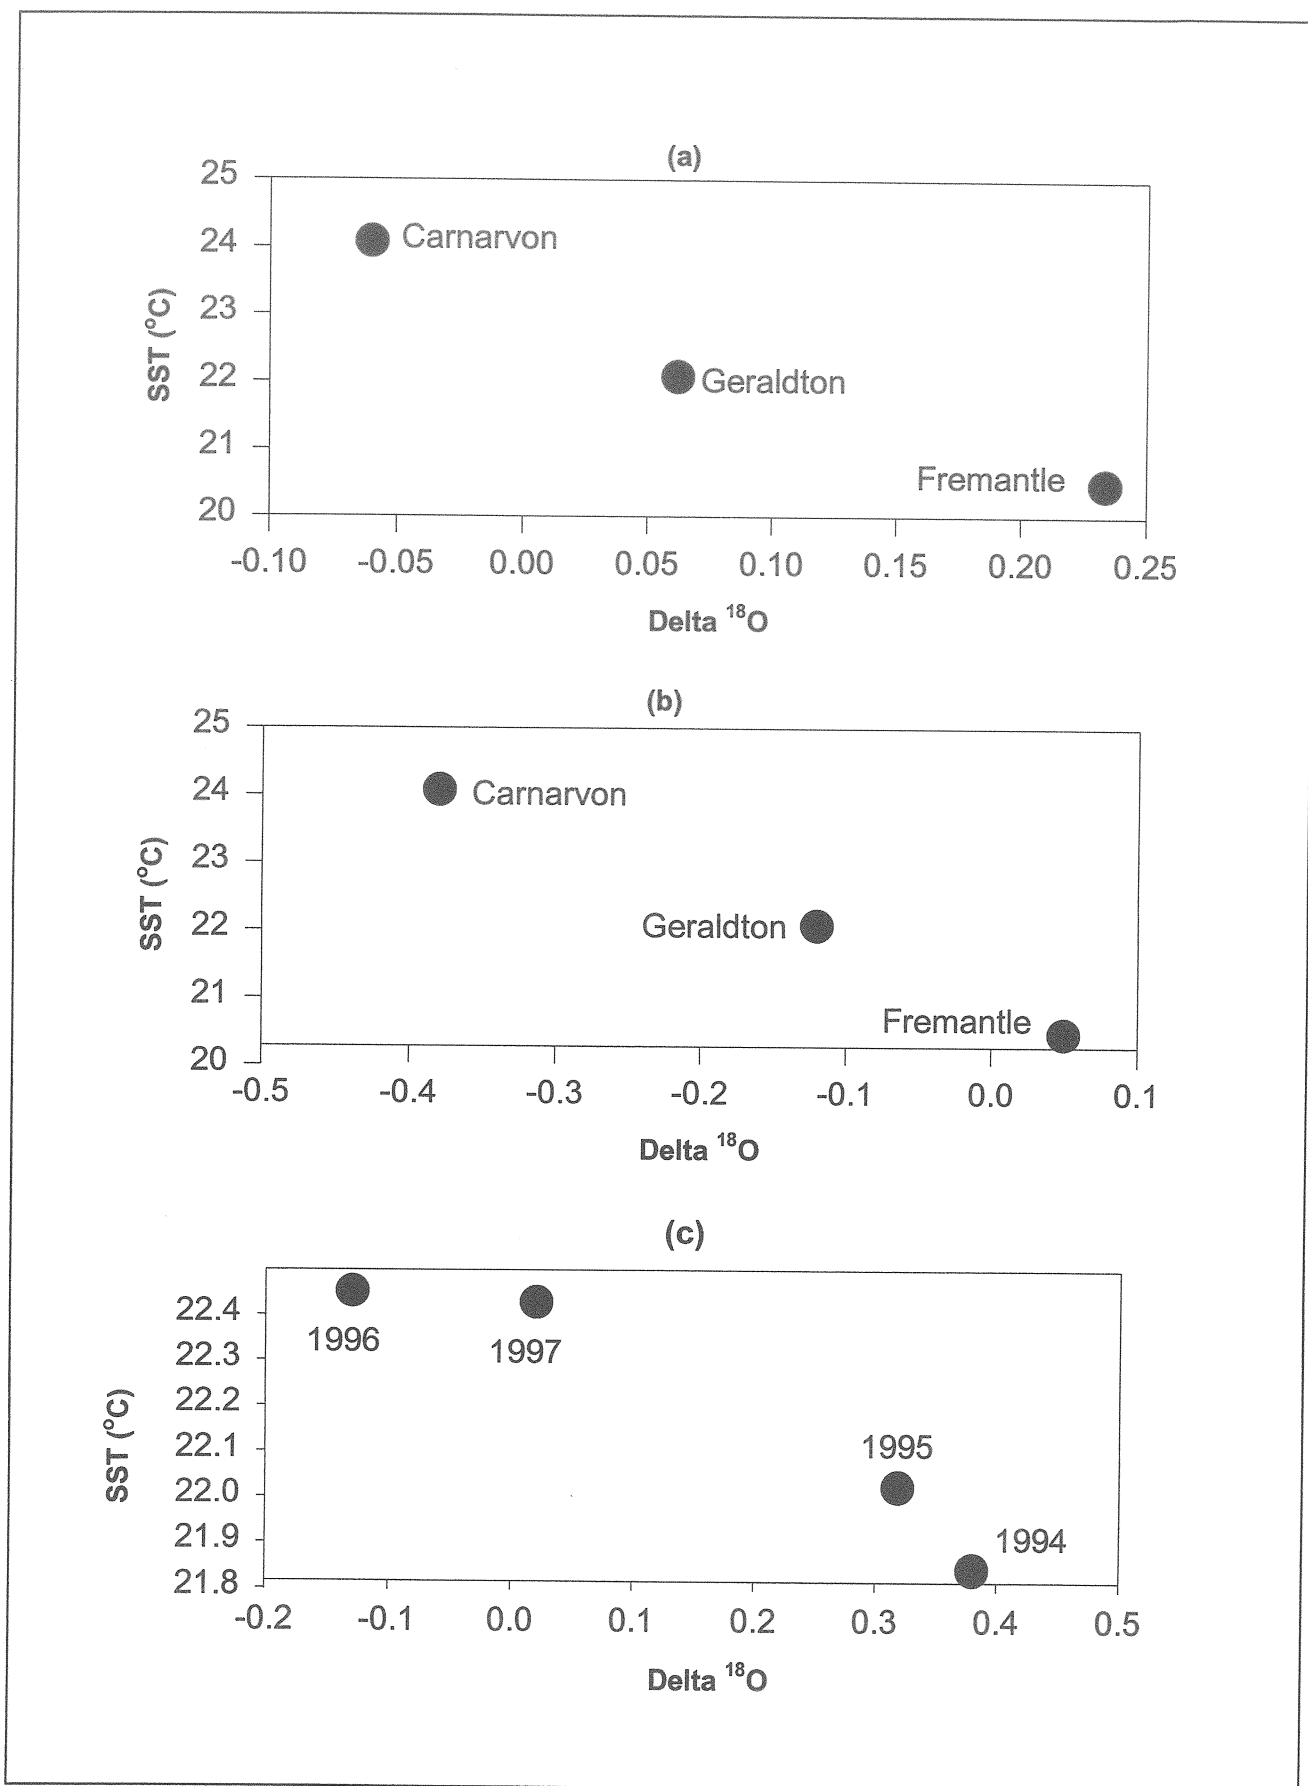 (a)
25
24
23
22
21
20
SST (°C)
Carnarvon
Geraldton
Fremantle
-0.10 -0.05 0.00 0.05 0.10 0.15 0.20 0.25
Delta ¹⁸O
(b)
25
24
23
22
21
20
SST (°C)
Carnarvon
Geraldton
Fremantle
-0.5 -0.4 -0.3 -0.2 -0.1 0.0 0.1
Delta ¹⁸O
(c)
22.4
22.3
22.2
22.1
22.0
21.9
21.8
SST (°C)
1996
1997
1995
1994
-0.2 -0.1 0.0 0.1 0.2 0.3 0.4 0.5
Delta ¹⁸O